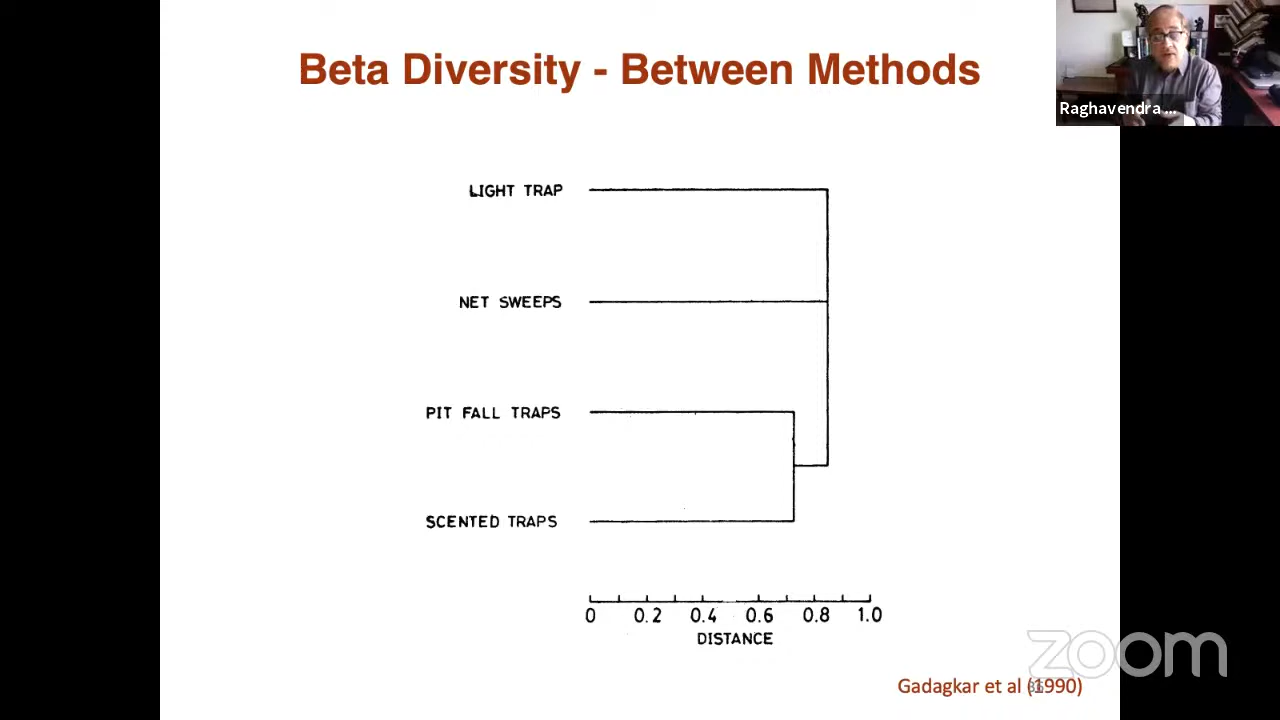 Beta Diversity - Between Methods
Raghavendra ...
LIGHT TRAP
NET SWEEPS
PIT FALL TRAPS
SCENTED TRAPS
0 0.2 0.4 0.6 0.8 1.0
DISTANCE
zoom
Gadagkar et al (1990)